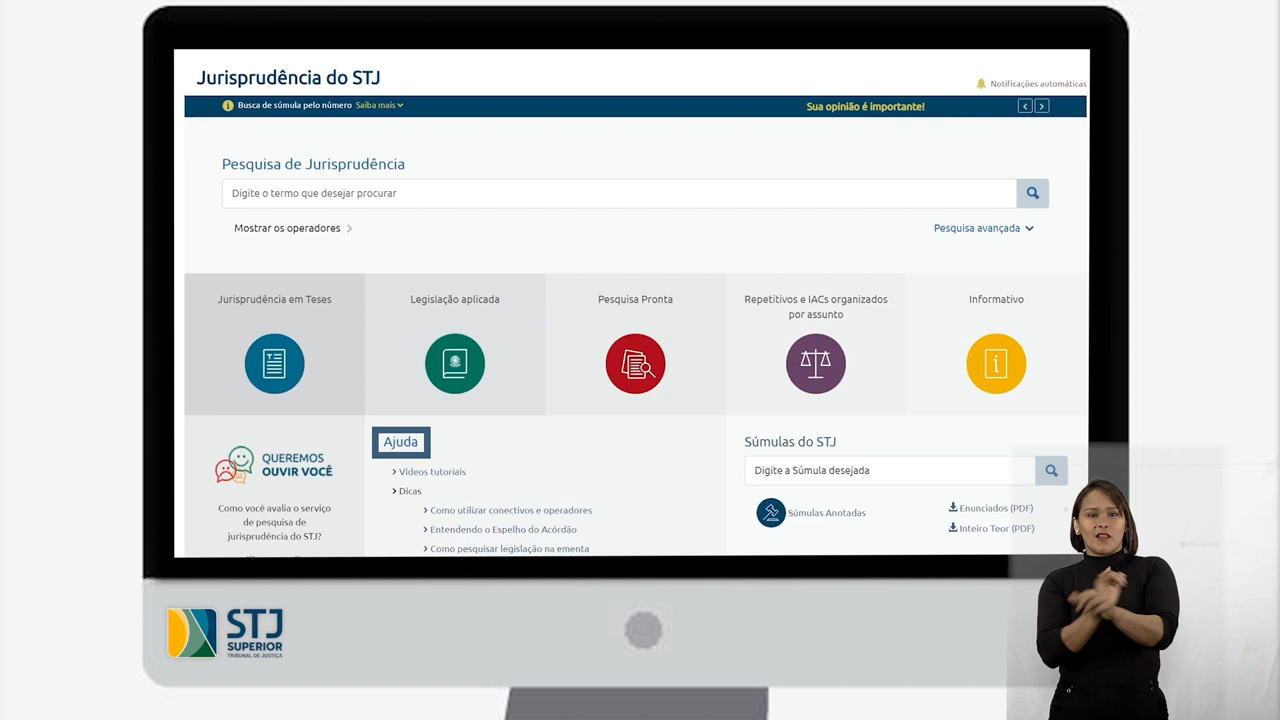 Jurisprudência do STJ
Notificações automáticas
Busca de súmula pelo número Saiba mais
Sua opinião é importante!
Pesquisa de Jurisprudência
Digite o termo que desejar procurar
Mostrar os operadores
Pesquisa avançada
Jurisprudência em Teses
Legislação aplicada
Pesquisa Pronta
Repetitivos e IACs organizados
por assunto
Informativo
QUEREMOS
OUVIR VOCÊ
Como você avalia o serviço
de pesquisa de
jurisprudência do STJ?
Ajuda
Vídeos tutoriais
Dicas
Como utilizar conectivos e operadores
Entendendo o Espelho do Acórdão
Como pesquisar legislação na ementa
Súmulas do STJ
Digite a Súmula desejada
Súmulas Anotadas
Enunciados (PDF)
Inteiro Teor (PDF)
STJ
SUPERIOR
TRIBUNAL DE JUSTIÇA